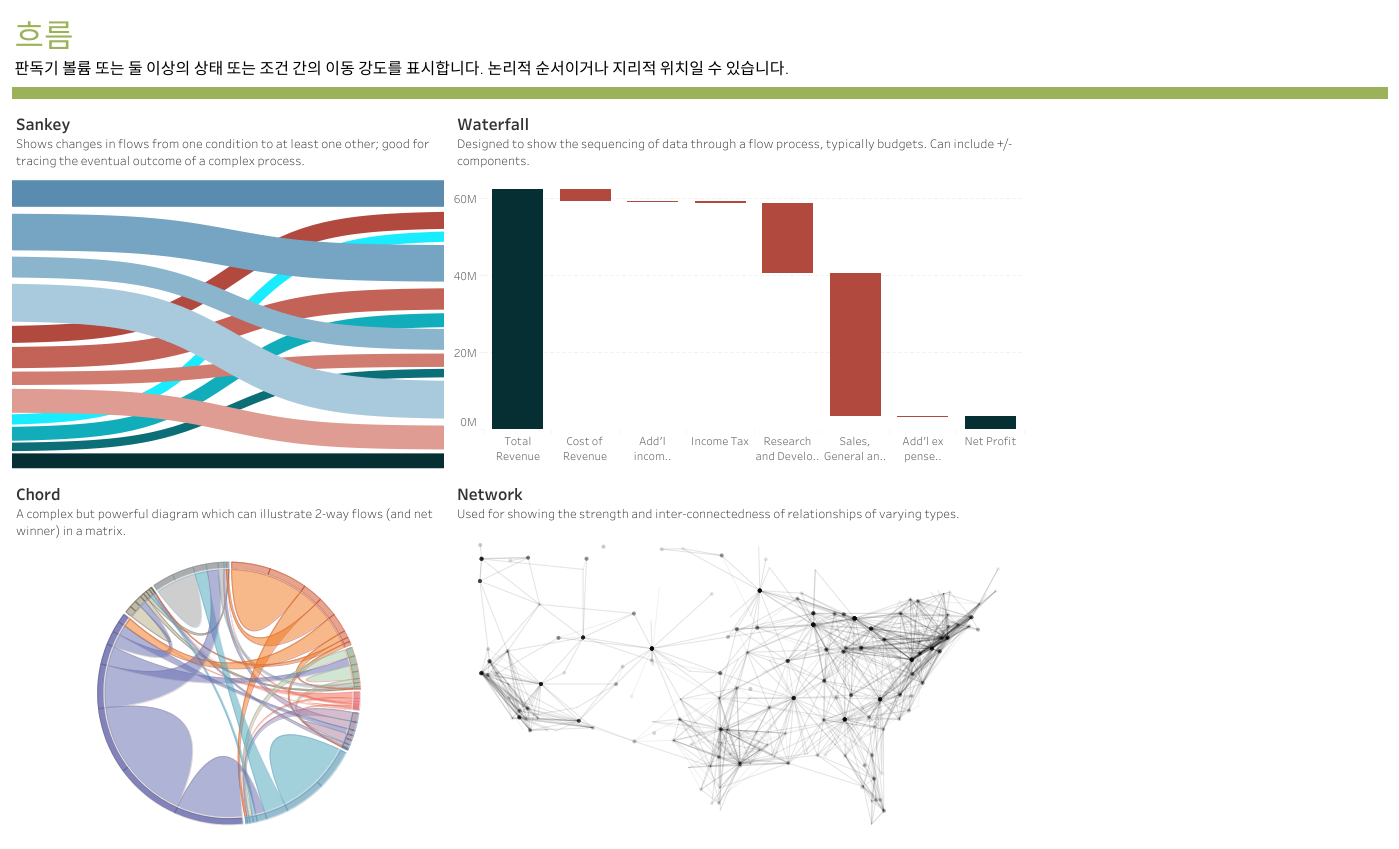 흐름
판독기 볼륨 또는 둘 이상의 상태 또는 조건 간의 이동 강도를 표시합니다. 논리적 순서이거나 지리적 위치일 수 있습니다.
Sankey
Shows changes in flows from one condition to at least one other; good for
tracing the eventual outcome of a complex process.
Waterfall
Designed to show the sequencing of data through a flow process, typically budgets. Can include +/-
components.
60M
40M
20M
0M
Total
Revenue
Cost of
Revenue
Add'l
incom..
Income Tax
Research
and Develo..
Sales,
General an..
Add'l ex
pense..
Net Profit
Chord
A complex but powerful diagram which can illustrate 2-way flows (and net
winner) in a matrix.
Network
Used for showing the strength and inter-connectedness of relationships of varying types.